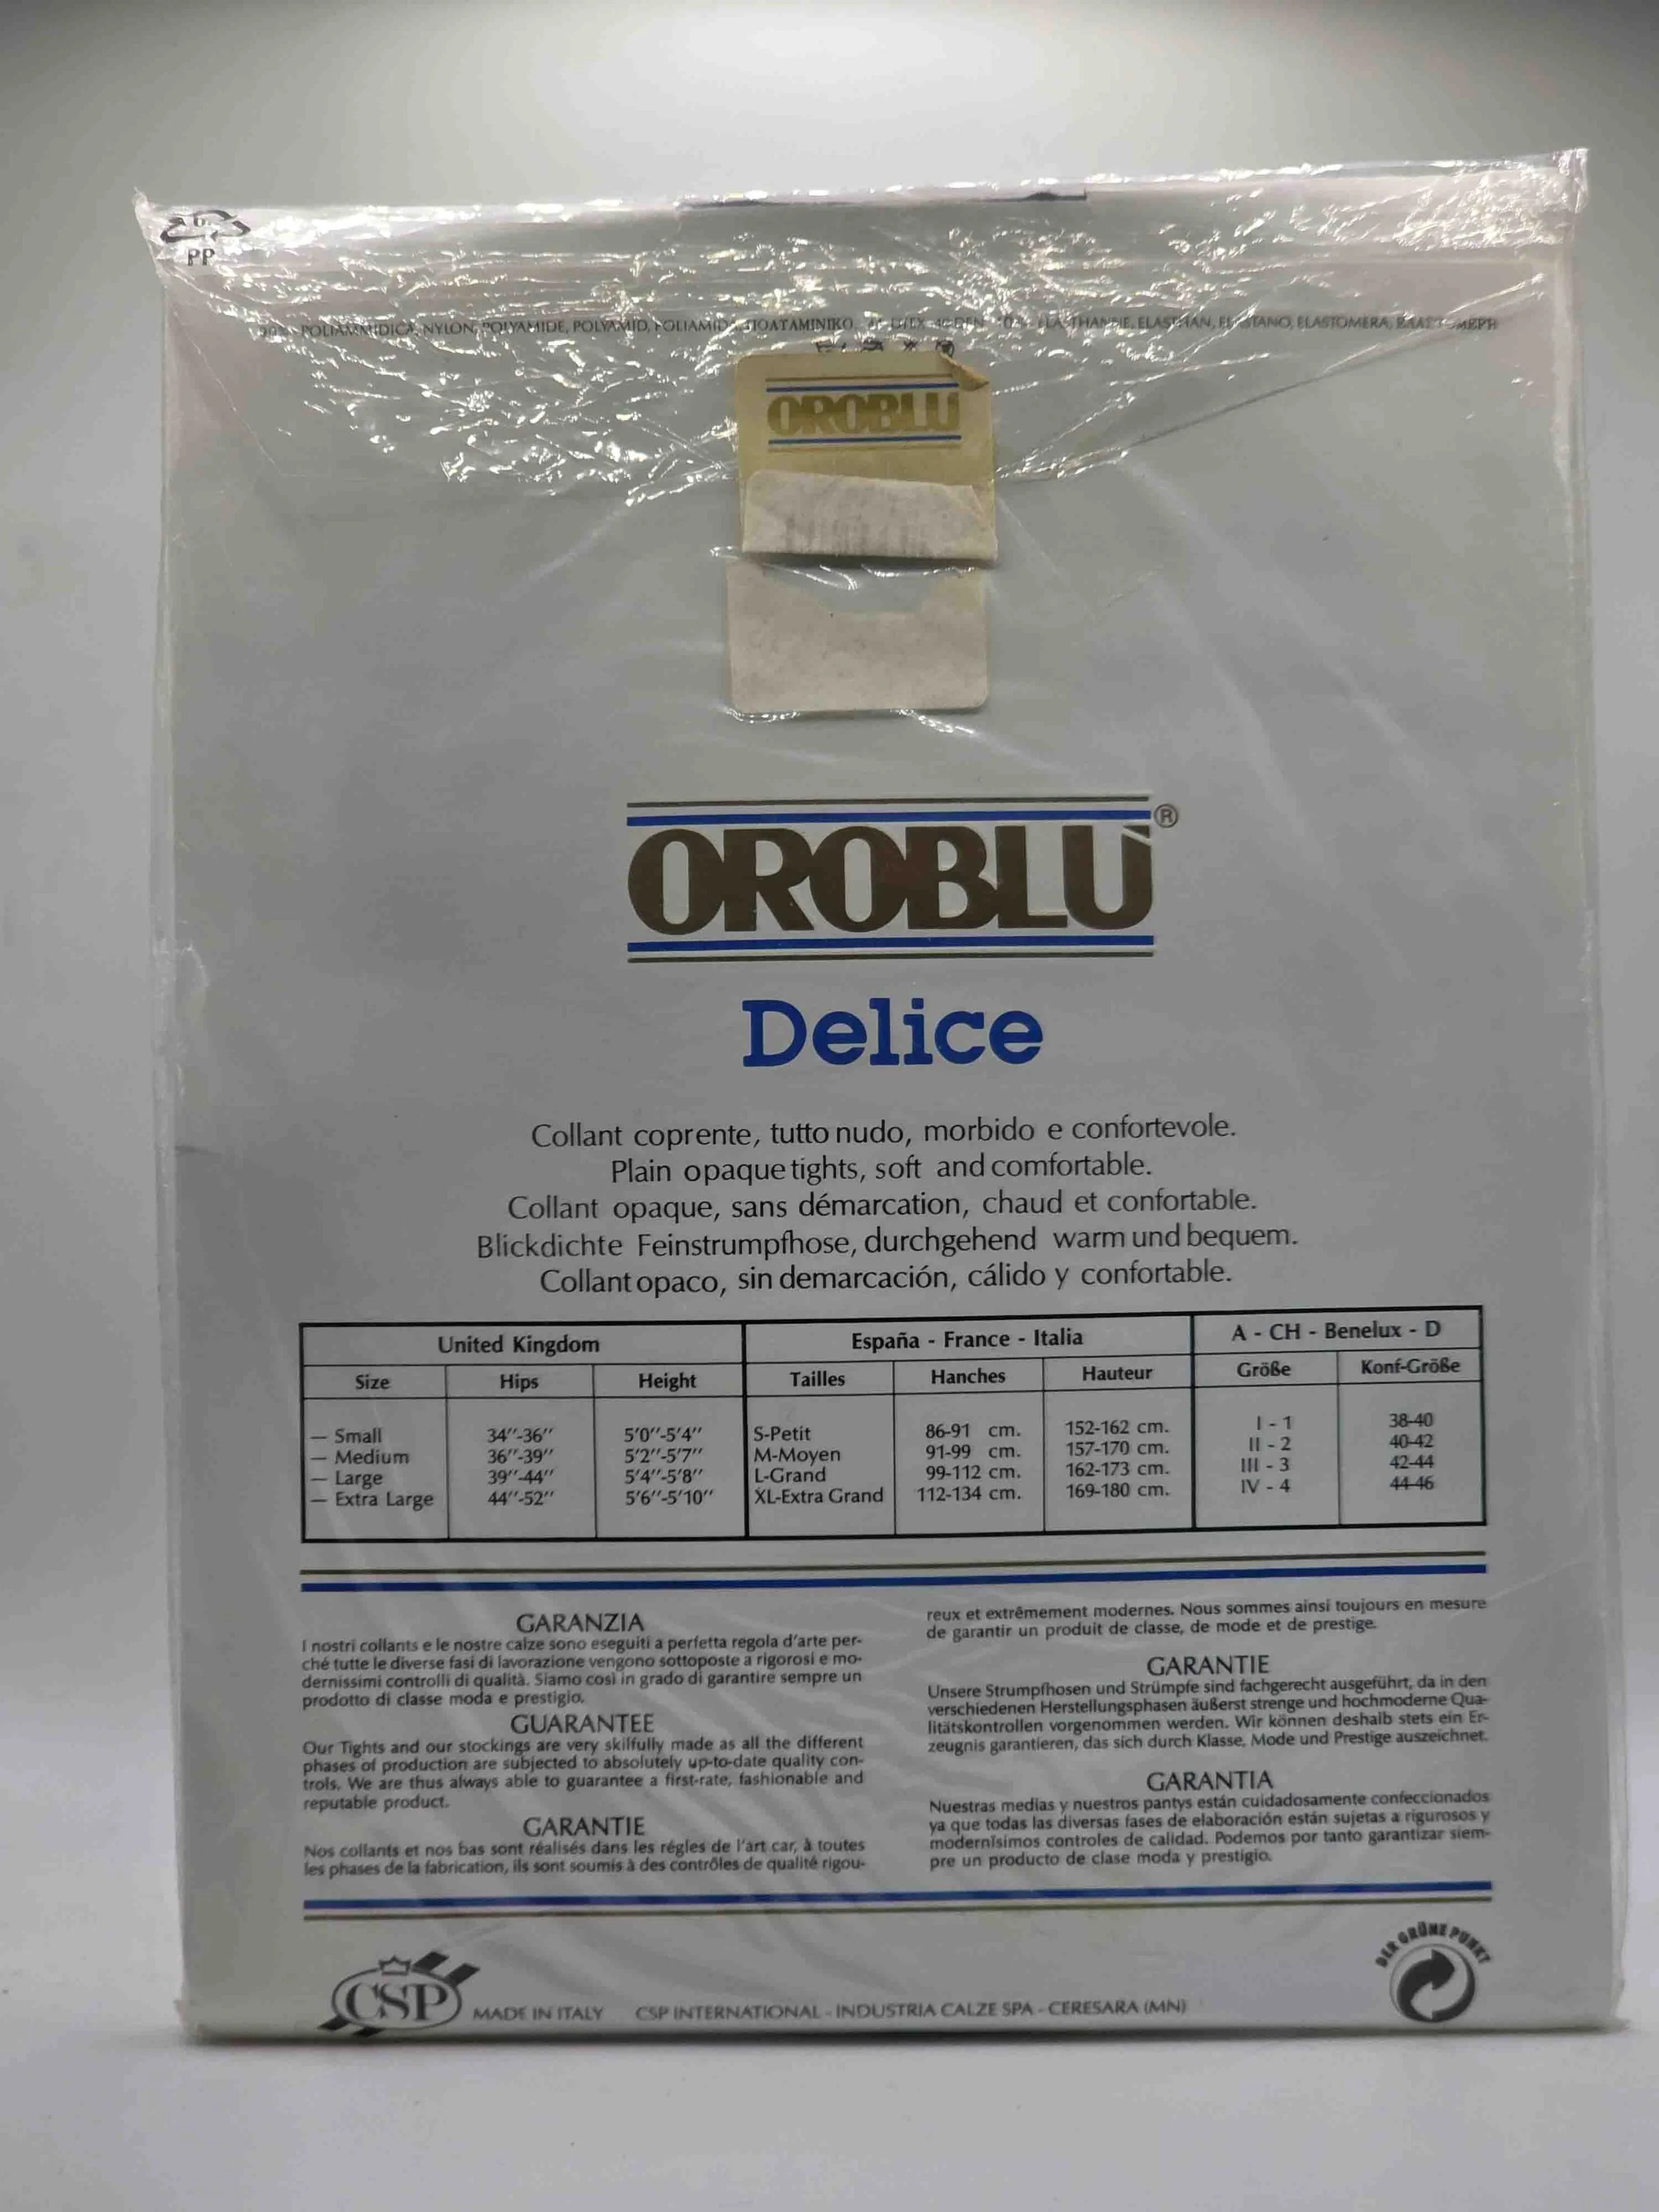 PP
POLIAMMIDICA, NYLON, POLYAMIDE, POLYAMID, POLIAMIDA, ELASTHANNE, ELASTHAN, ELASTANO, ELASTOMERA,
OROBLU
OROBLÙ®
Delice
Collant coprente, tutto nudo, morbido e confortevole.
Plain opaque tights, soft and comfortable.
Collant opaque, sans démarcation, chaud et confortable.
Blickdichte Feinstrumpfhose, durchgehend warm und bequem.
Collant opaco, sin demarcación, cálido y confortable.
United Kingdom España - France - Italia A - CH - Benelux - D
Size Hips Height Tailles Hanches Hauteur Größe Konf-Größe
— Small 34’’-36’’ 5’0’’-5’4’’ S-Petit 86-91 cm. 152-162 cm. I - 1 38-40
— Medium 36’’-39’’ 5’2’’-5’7’’ M-Moyen 91-99 cm. 157-170 cm. II - 2 40-42
— Large 39’’-44’’ 5’4’’-5’8’’ L-Grand 99-112 cm. 162-173 cm. III - 3 42-44
— Extra Large 44’’-52’’ 5’6’’-5’10’’ XL-Extra Grand 112-134 cm. 169-180 cm. IV - 4 44-46
GARANZIA
I nostri collants e le nostre calze sono eseguiti a perfetta regola d’arte per-
ché tutte le diverse fasi di lavorazione vengono sottoposte a rigorosi e mo-
dernissimi controlli di qualità. Siamo così in grado di garantire sempre un
prodotto di classe moda e prestigio.
GUARANTEE
Our Tights and our stockings are very skilfully made as all the different
phases of production are subjected to absolutely up-to-date quality con-
trols. We are thus always able to guarantee a first-rate, fashionable and
reputable product.
GARANTIE
Nos collants et nos bas sont réalisés dans les régles de l’art car, à toutes
les phases de la fabrication, ils sont soumis à des contrôles de qualité rigou-
reux et extrêmement modernes. Nous sommes ainsi toujours en mesure
de garantir un produit de classe, de mode et de prestige.
GARANTIE
Unsere Strumpfhosen und Strümpfe sind fachgerecht ausgeführt, da in den
verschiedenen Herstellungsphasen äußerst strenge und hochmoderne Qua-
litätskontrollen vorgenommen werden. Wir können deshalb stets ein Er-
zeugnis garantieren, das sich durch Klasse, Mode und Prestige auszeichnet.
GARANTIA
Nuestras medias y nuestros pantys están cuidadosamente confeccionados
ya que todas las diversas fases de elaboración están sujetas a rigurosos y
modernísimos controles de calidad. Podemos por tanto garantizar siem-
pre un producto de clase moda y prestigio.
CSP MADE IN ITALY CSP INTERNATIONAL - INDUSTRIA CALZE SPA - CERESARA (MN)
DER GRÜNE PUNKT